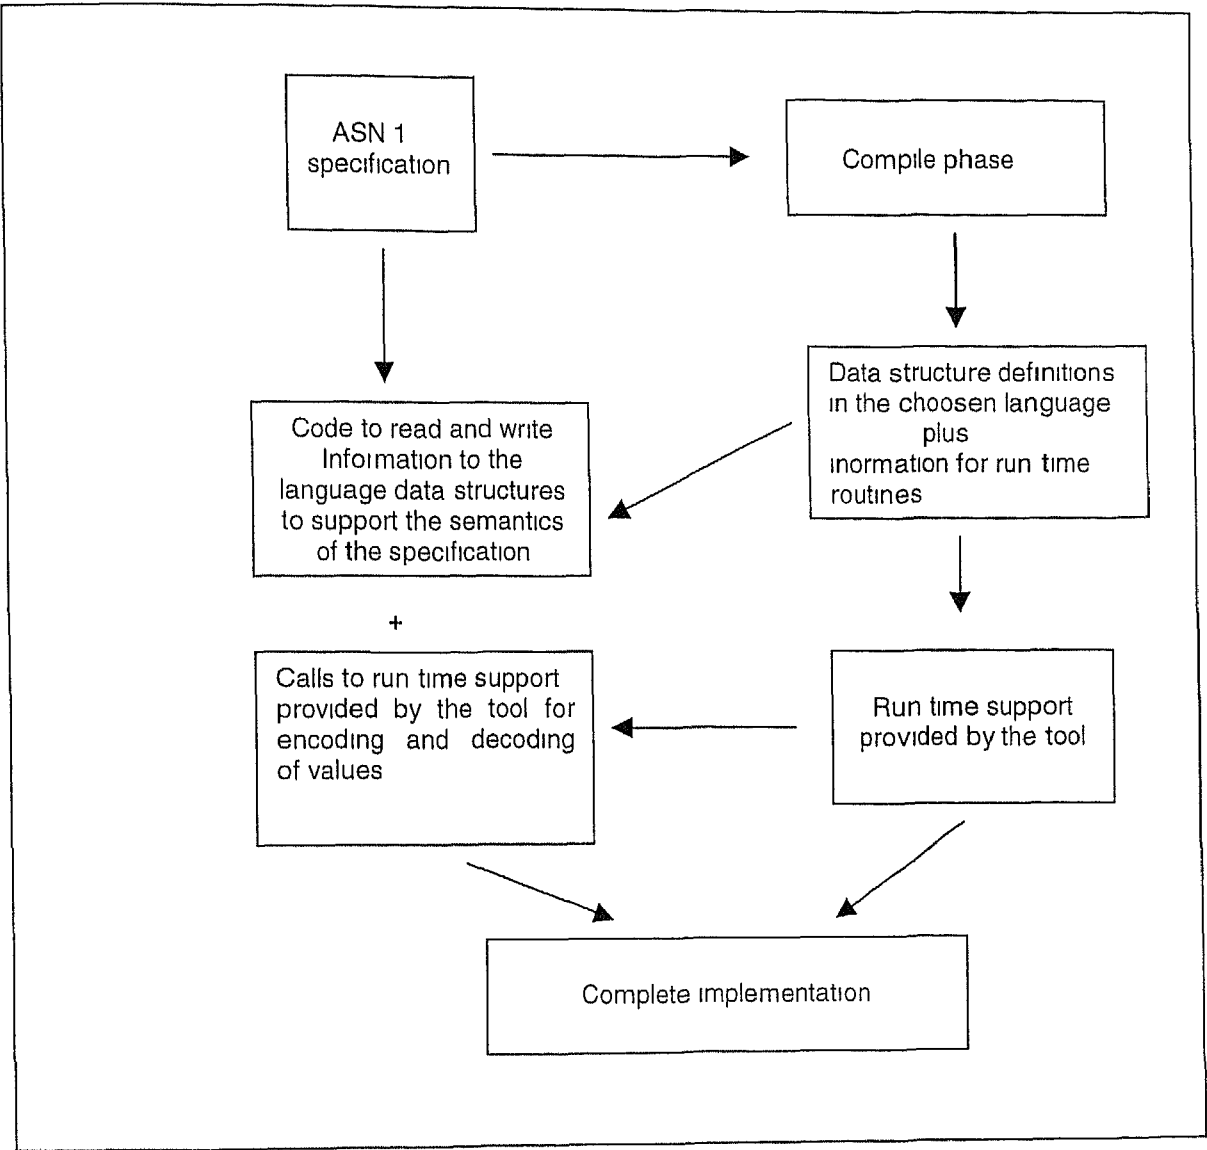 ASN 1
specification
Compile phase
Data structure definitions
in the choosen language
plus
inormation for run time
routines
Code to read and write
Information to the
language data structures
to support the semantics
of the specification
+
Calls to run time support
provided by the tool for
encoding and decoding
of values
Run time support
provided by the tool
Complete implementation